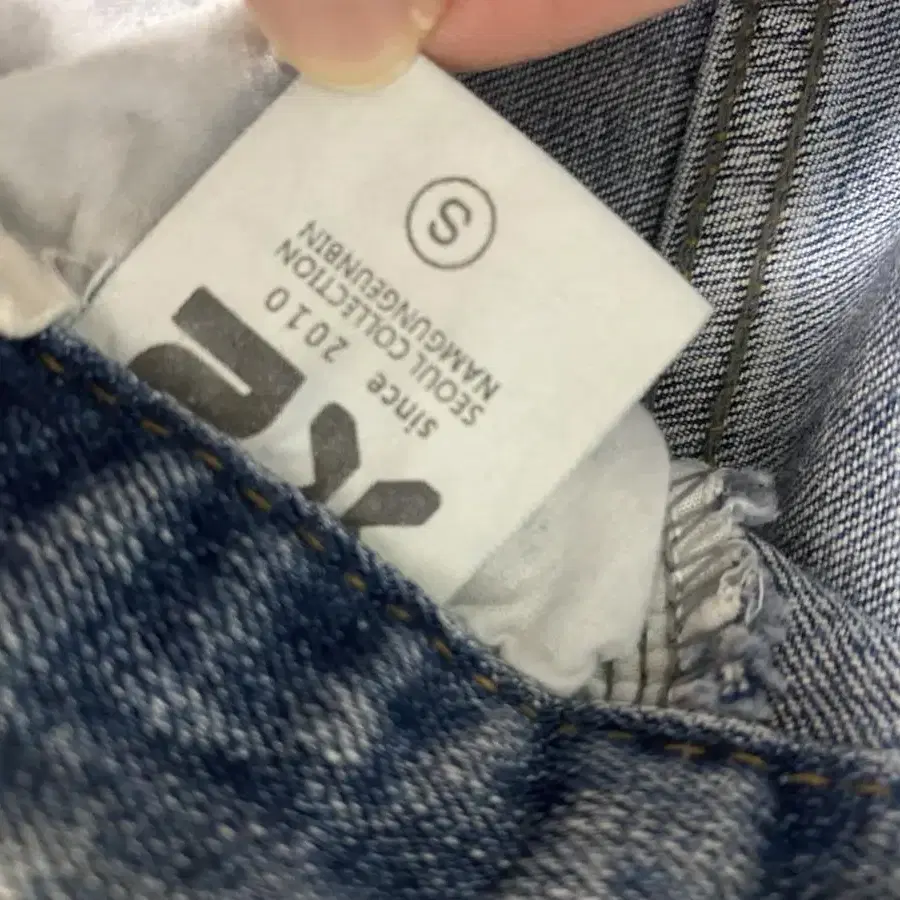 since 2010
SEOUL COLLECTION
NAMGUNGEUNBIN
S